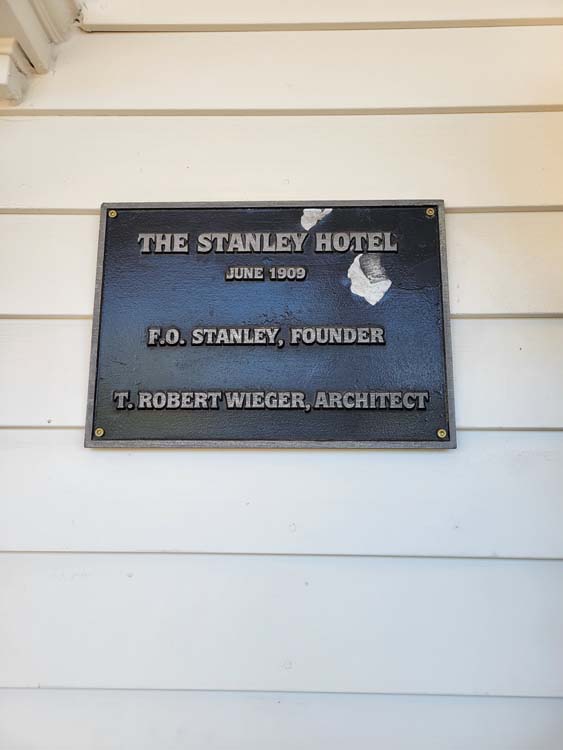 THE STANLEY HOTEL
JUNE 1909
F.O. STANLEY, FOUNDER
T. ROBERT WIEGER, ARCHITECT